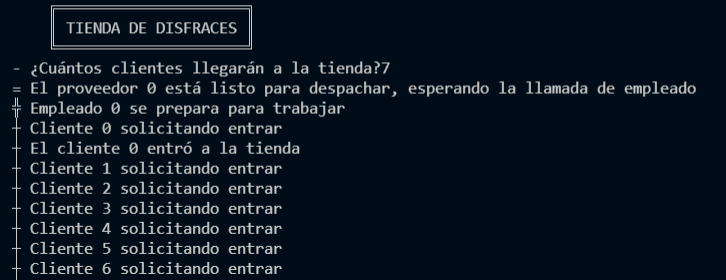 TIENDA DE DISFRACES
- ¿Cuántos clientes llegarán a la tienda?7
= El proveedor 0 está listo para despachar, esperando la llamada de empleado
╬ Empleado 0 se prepara para trabajar
┼ Cliente 0 solicitando entrar
┼ El cliente 0 entró a la tienda
┼ Cliente 1 solicitando entrar
┼ Cliente 2 solicitando entrar
┼ Cliente 3 solicitando entrar
┼ Cliente 4 solicitando entrar
┼ Cliente 5 solicitando entrar
┼ Cliente 6 solicitando entrar